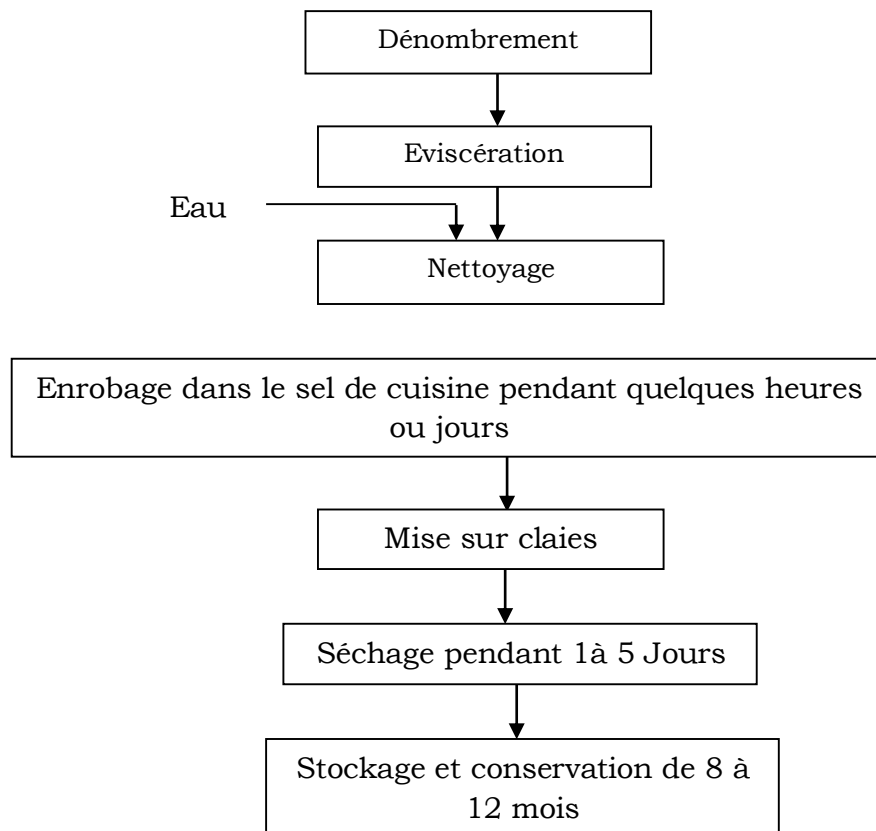 Dénombrement
Eviscération
Eau
Nettoyage
Enrobage dans le sel de cuisine pendant quelques heures
ou jours
Mise sur claies
Séchage pendant 1à 5 Jours
Stockage et conservation de 8 à
12 mois